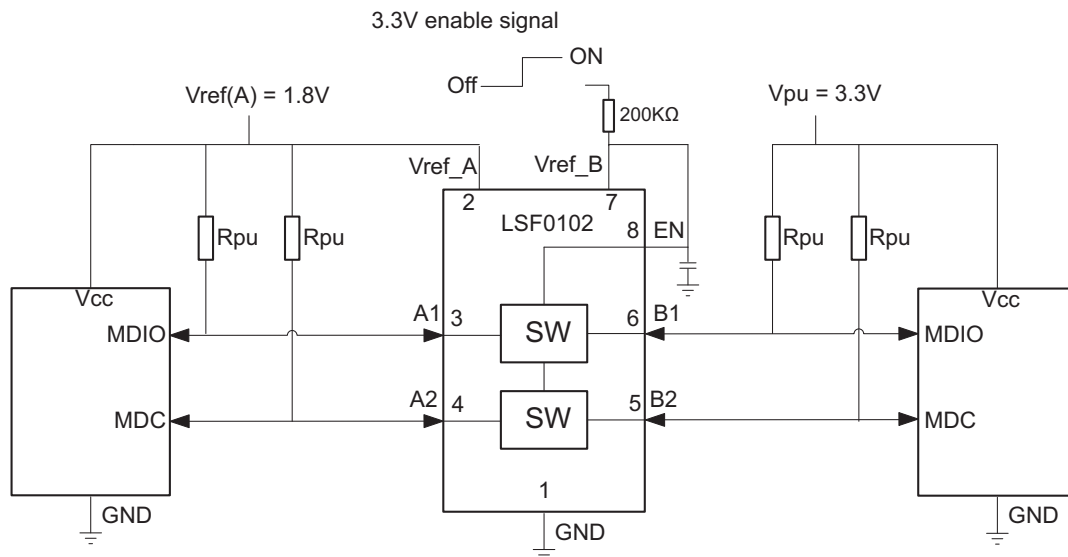 3.3V enable signal
ON
Off
Vref(A) = 1.8V
200KΩ
Vpu = 3.3V
Vref_A
Vref_B
2
7
LSF0102
8
EN
Rpu
Rpu
Rpu
Rpu
Vcc
Vcc
MDIO
A1
3
SW
6
B1
MDIO
MDC
A2
4
SW
5
B2
MDC
1
GND
GND
GND